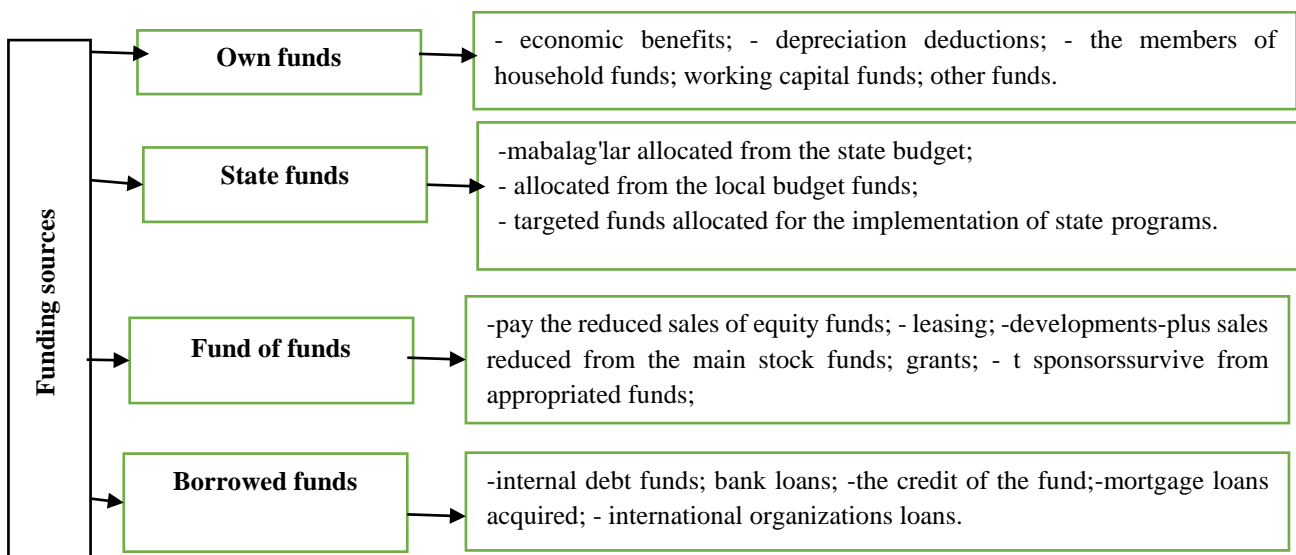 Funding sources
Own funds
- economic benefits; - depreciation deductions; - the members of
household funds; working capital funds; other funds.
State funds
-mabalag'lar allocated from the state budget;
- allocated from the local budget funds;
- targeted funds allocated for the implementation of state programs.
Fund of funds
-pay the reduced sales of equity funds; - leasing; -developments-plus sales
reduced from the main stock funds; grants; - t sponsorssurvive from
appropriated funds;
Borrowed funds
-internal debt funds; bank loans; -the credit of the fund;-mortgage loans
acquired; - international organizations loans.